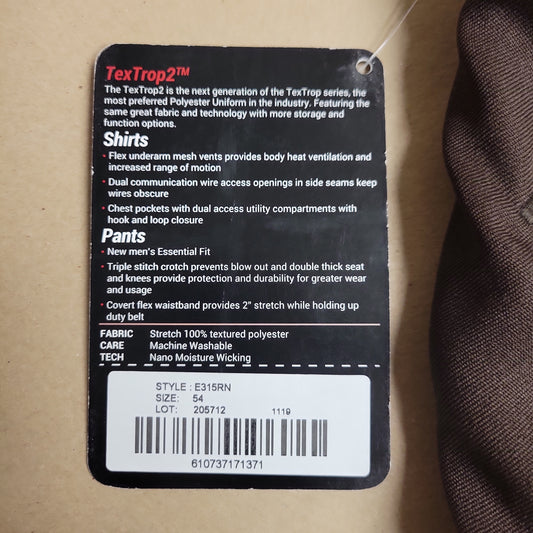 TexTrop2™
The TexTrop2 is the next generation of the TexTrop series, the
most preferred Polyester Uniform in the industry. Featuring the
same great fabric and technology with more storage and
function options.
Shirts
• Flex underarm mesh vents provides body heat ventilation and
increased range of motion
• Dual communication wire access openings in side seams keep
wires obscure
• Chest pockets with dual access utility compartments with
hook and loop closure
Pants
• New men's Essential Fit
• Triple stitch crotch prevents blow out and double thick seat
and knees provide protection and durability for greater wear
and usage
• Covert flex waistband provides 2" stretch while holding up
duty belt
FABRIC Stretch 100% textured polyester
CARE Machine Washable
TECH Nano Moisture Wicking
STYLE : E315RN
SIZE: 54
LOT: 205712 1119
610737171371